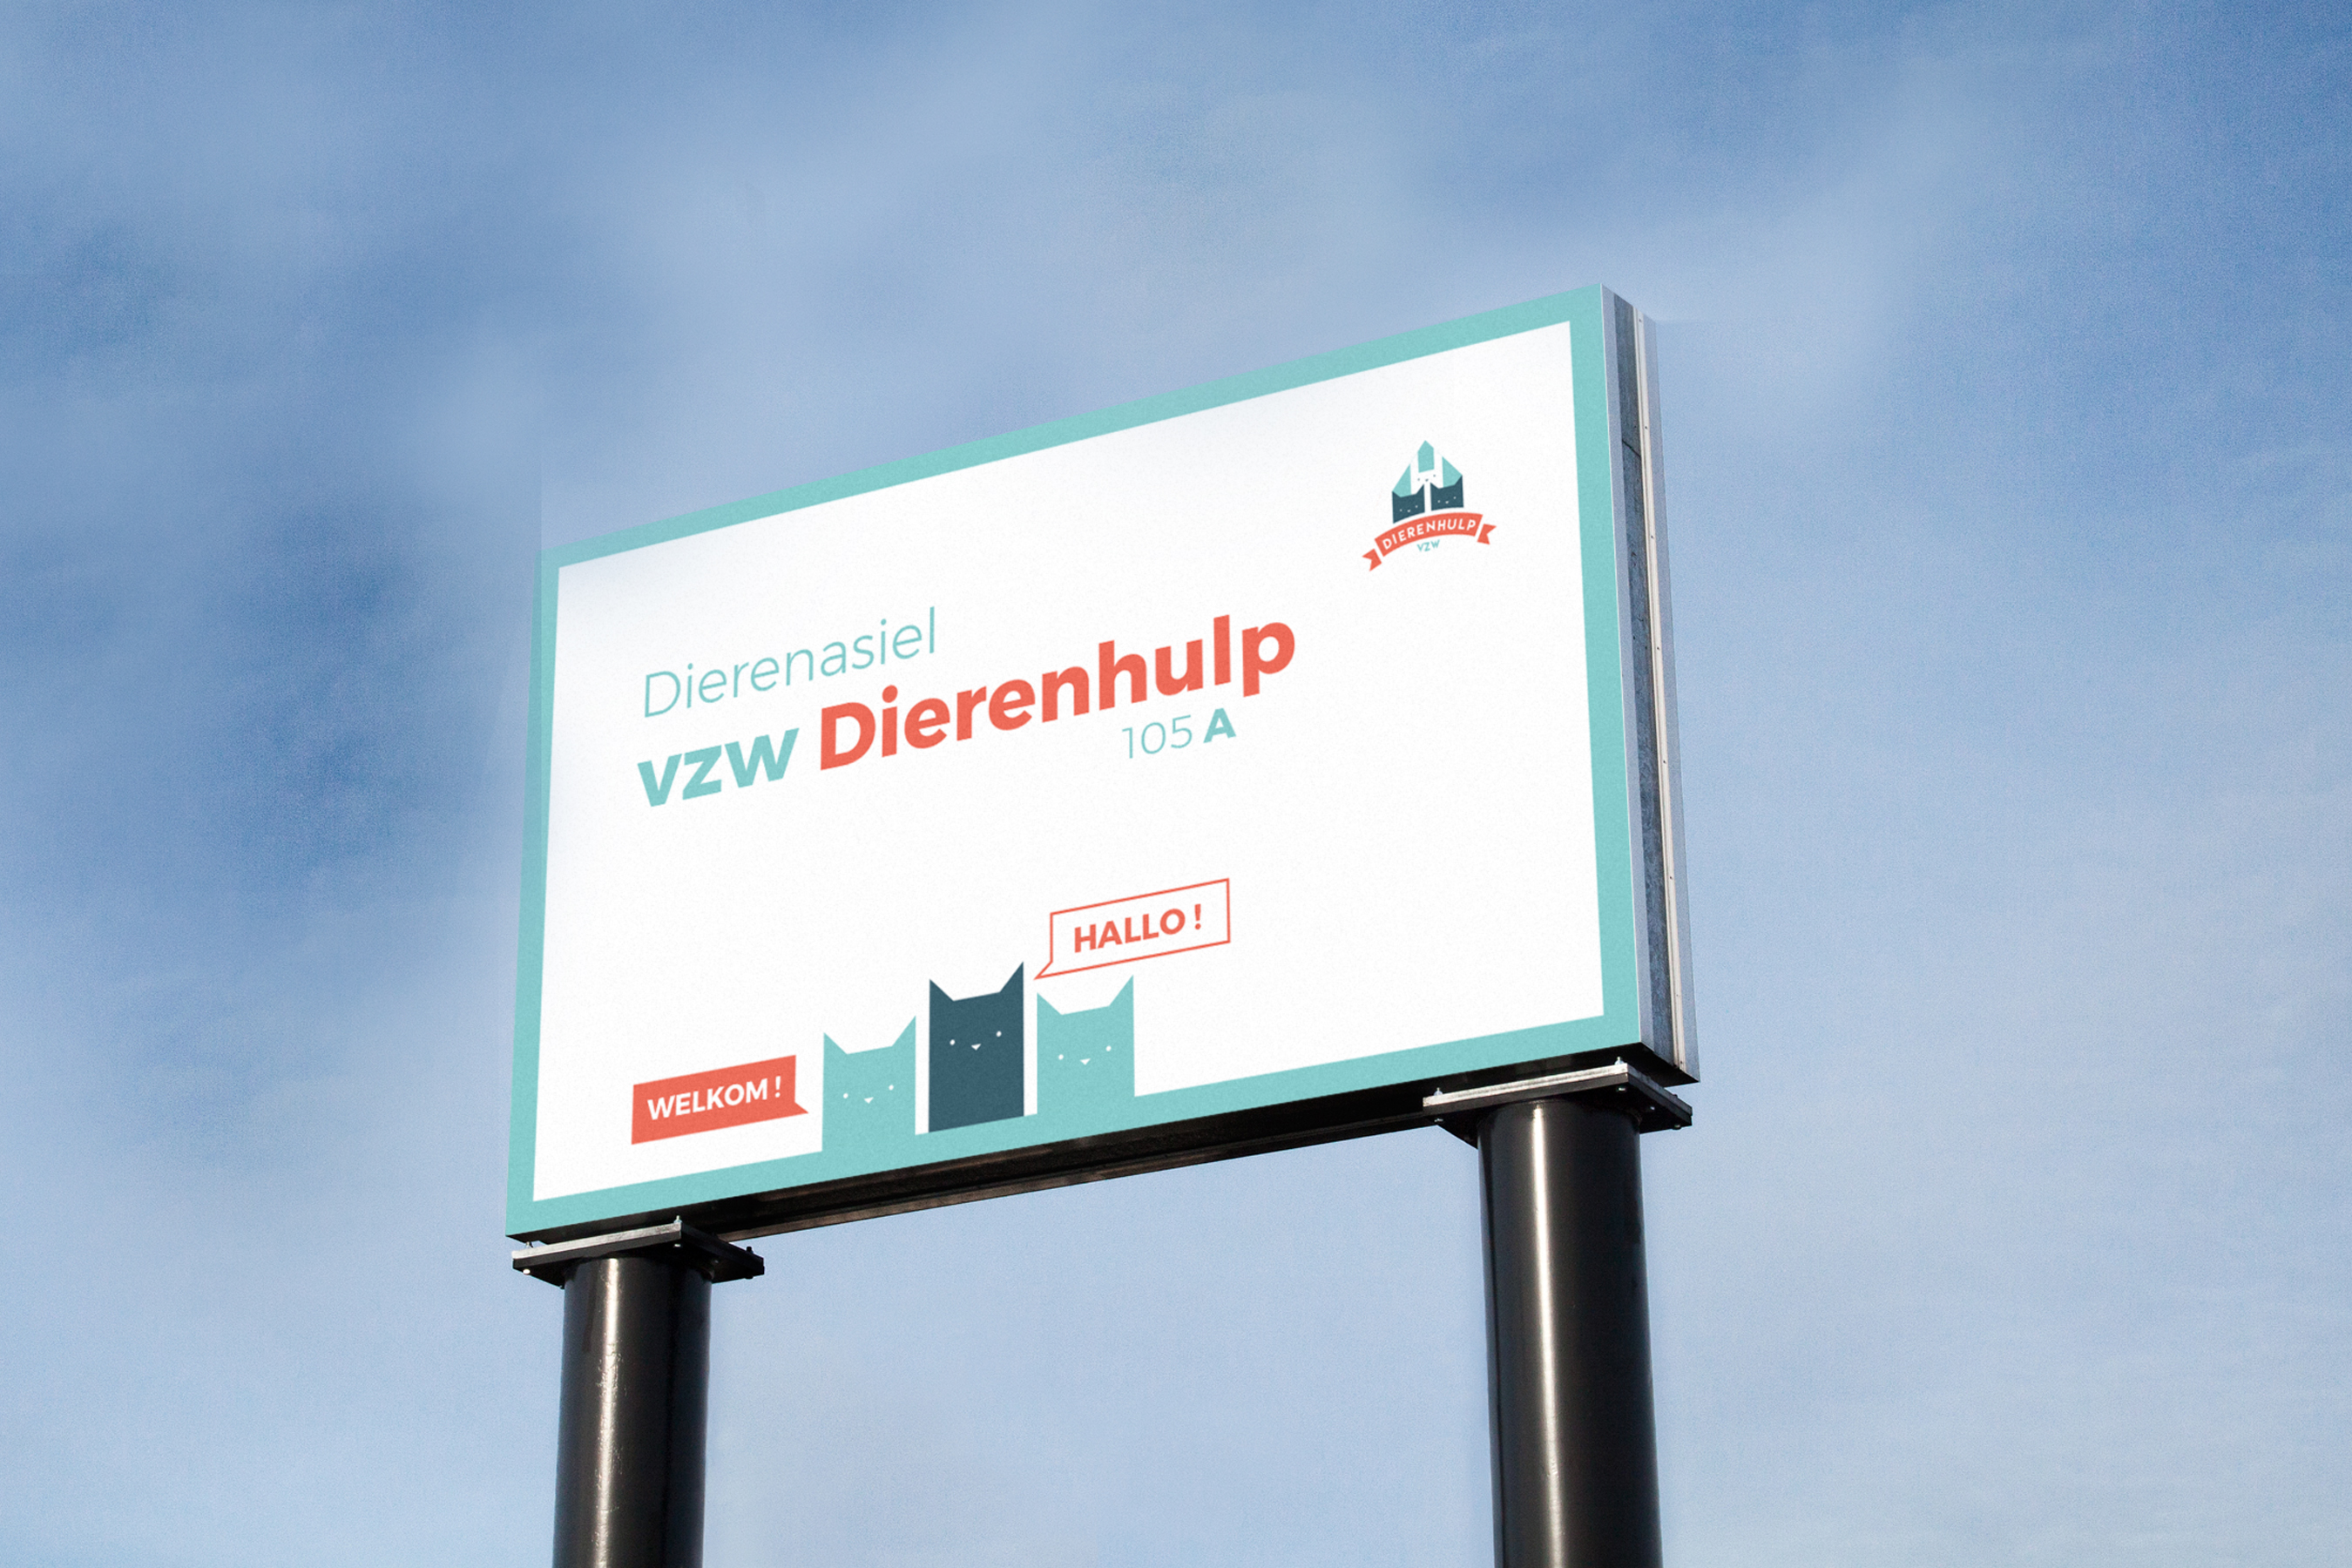 DIERENHULP
VZW
Dierenasiel
vzw Dierenhulp
105 A
HALLO !
WELKOM !